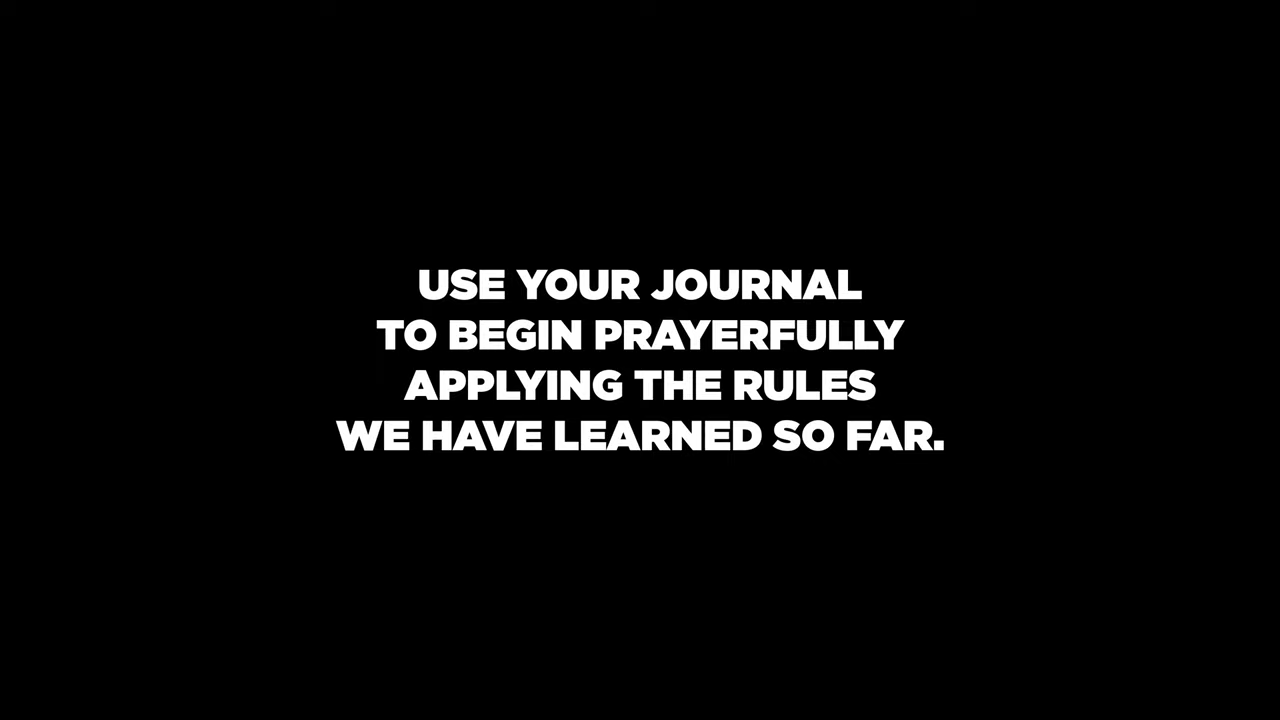 USE YOUR JOURNAL
TO BEGIN PRAYERFULLY
APPLYING THE RULES
WE HAVE LEARNED SO FAR.